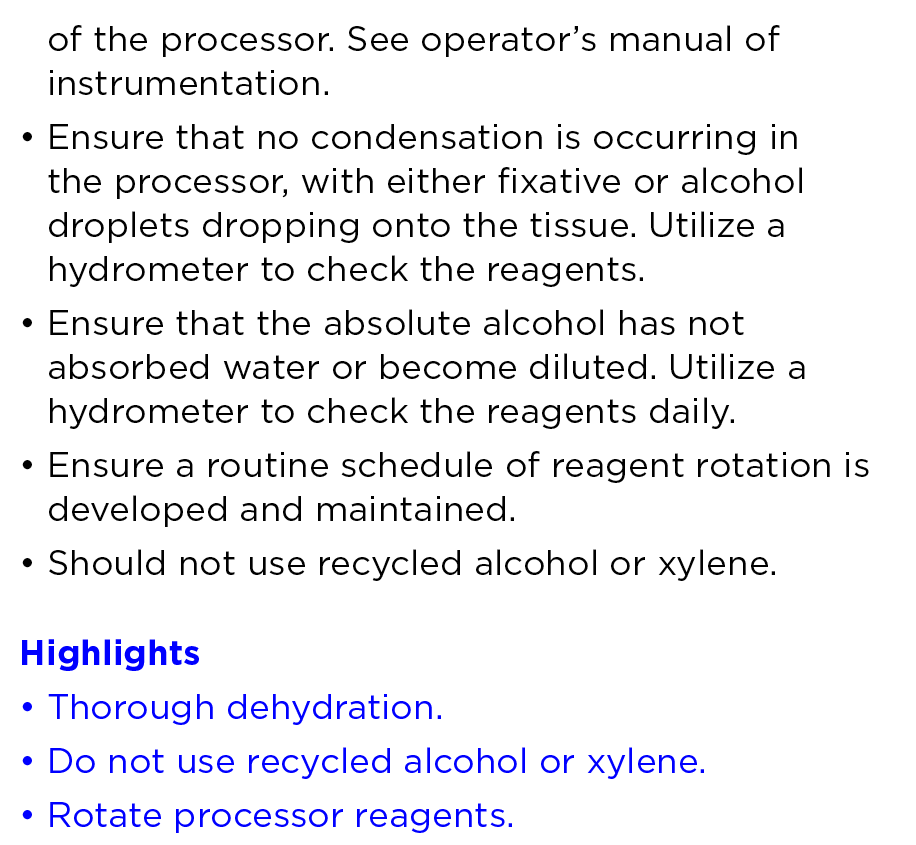 of the processor. See operator’s manual of
instrumentation.
• Ensure that no condensation is occurring in
the processor, with either fixative or alcohol
droplets dropping onto the tissue. Utilize a
hydrometer to check the reagents.
• Ensure that the absolute alcohol has not
absorbed water or become diluted. Utilize a
hydrometer to check the reagents daily.
• Ensure a routine schedule of reagent rotation is
developed and maintained.
• Should not use recycled alcohol or xylene.
Highlights
• Thorough dehydration.
• Do not use recycled alcohol or xylene.
• Rotate processor reagents.